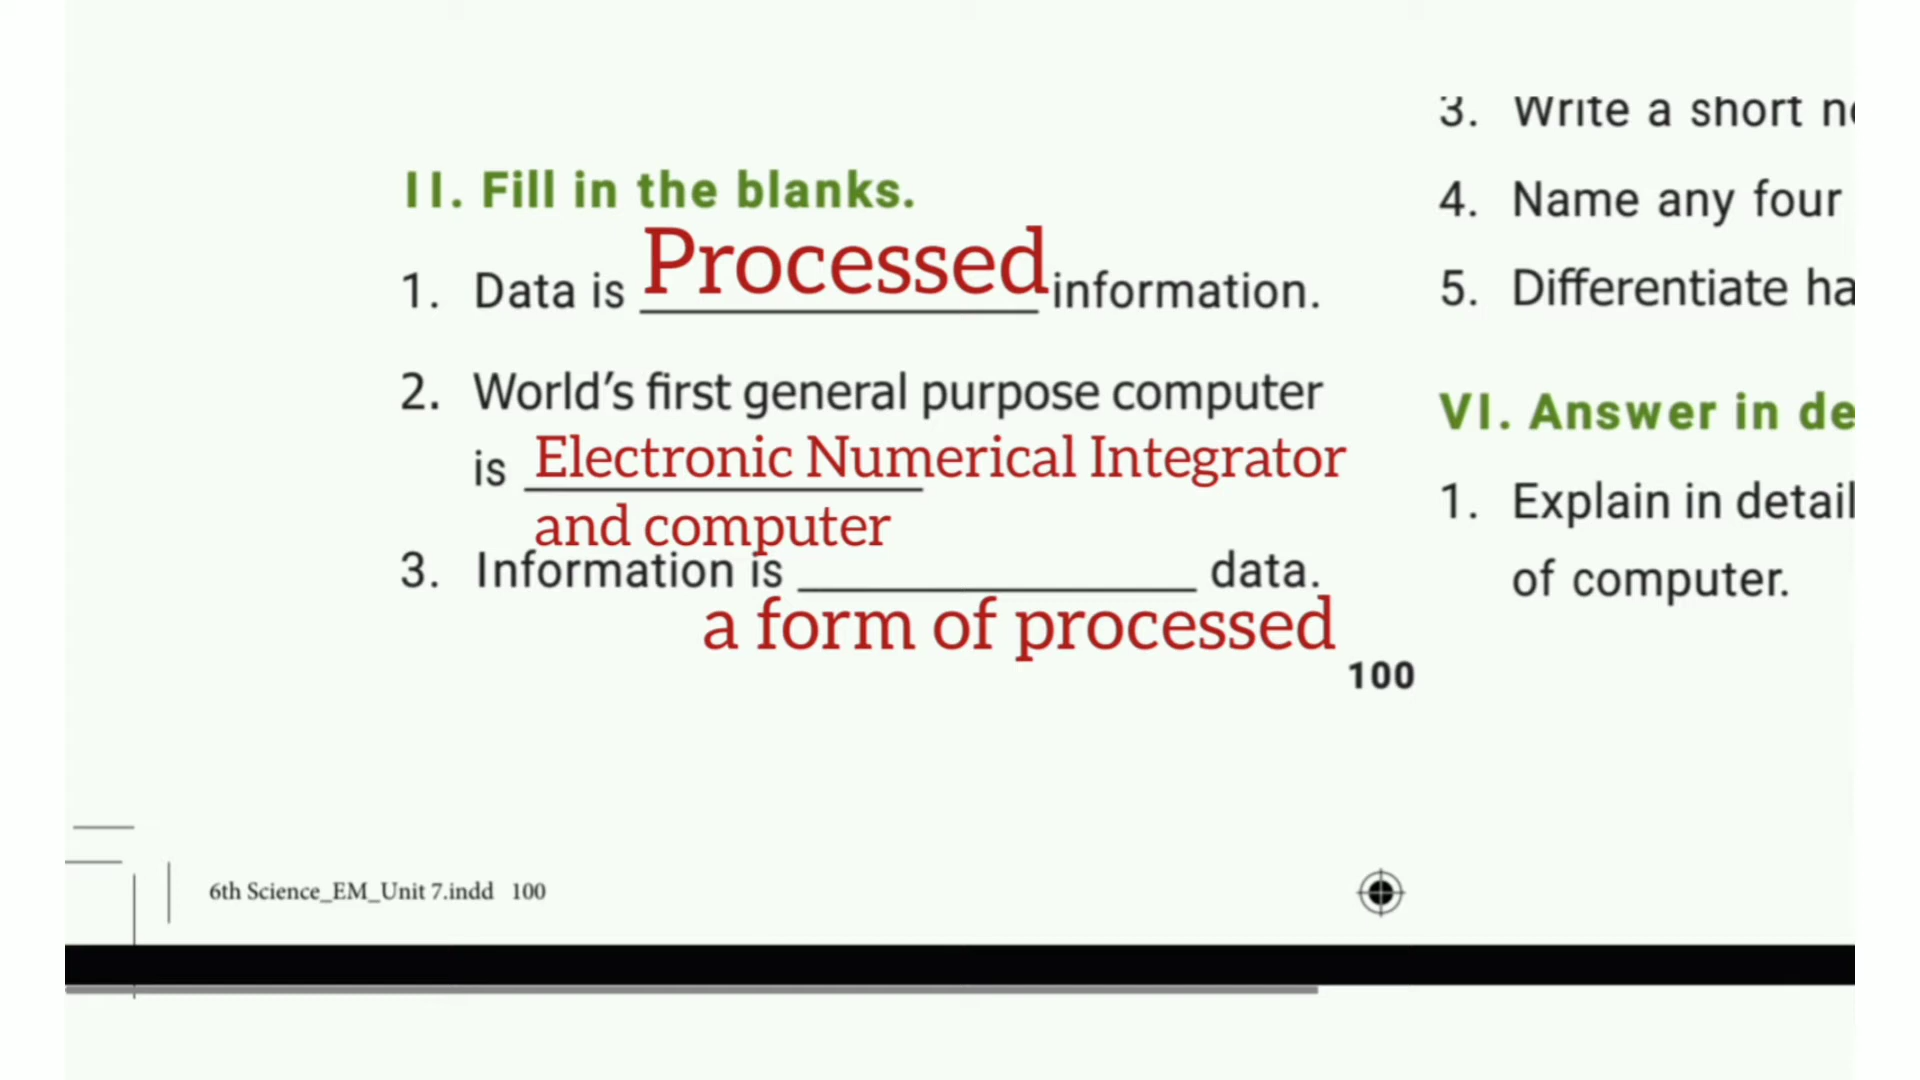 II. Fill in the blanks.
1. Data is Processed information.
2. World's first general purpose computer
is Electronic Numerical Integrator
and computer
3. Information is ____________ data.
a form of processed
3. Write a short
4. Name any four
5. Differentiate ha
VI. Answer in de
1. Explain in detail
of computer.
100
6th Science_EM_Unit 7.indd 100